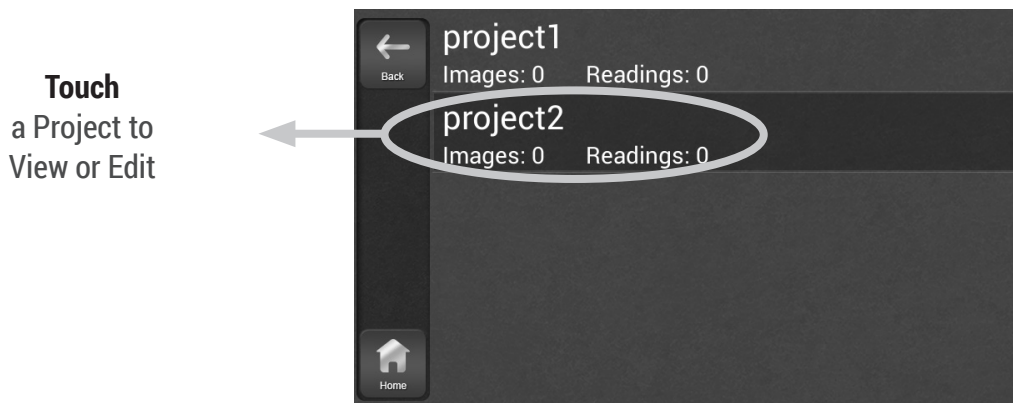 Touch
a Project to
View or Edit
Back
project1
Images: 0 Readings: 0
project2
Images: 0 Readings: 0
Home